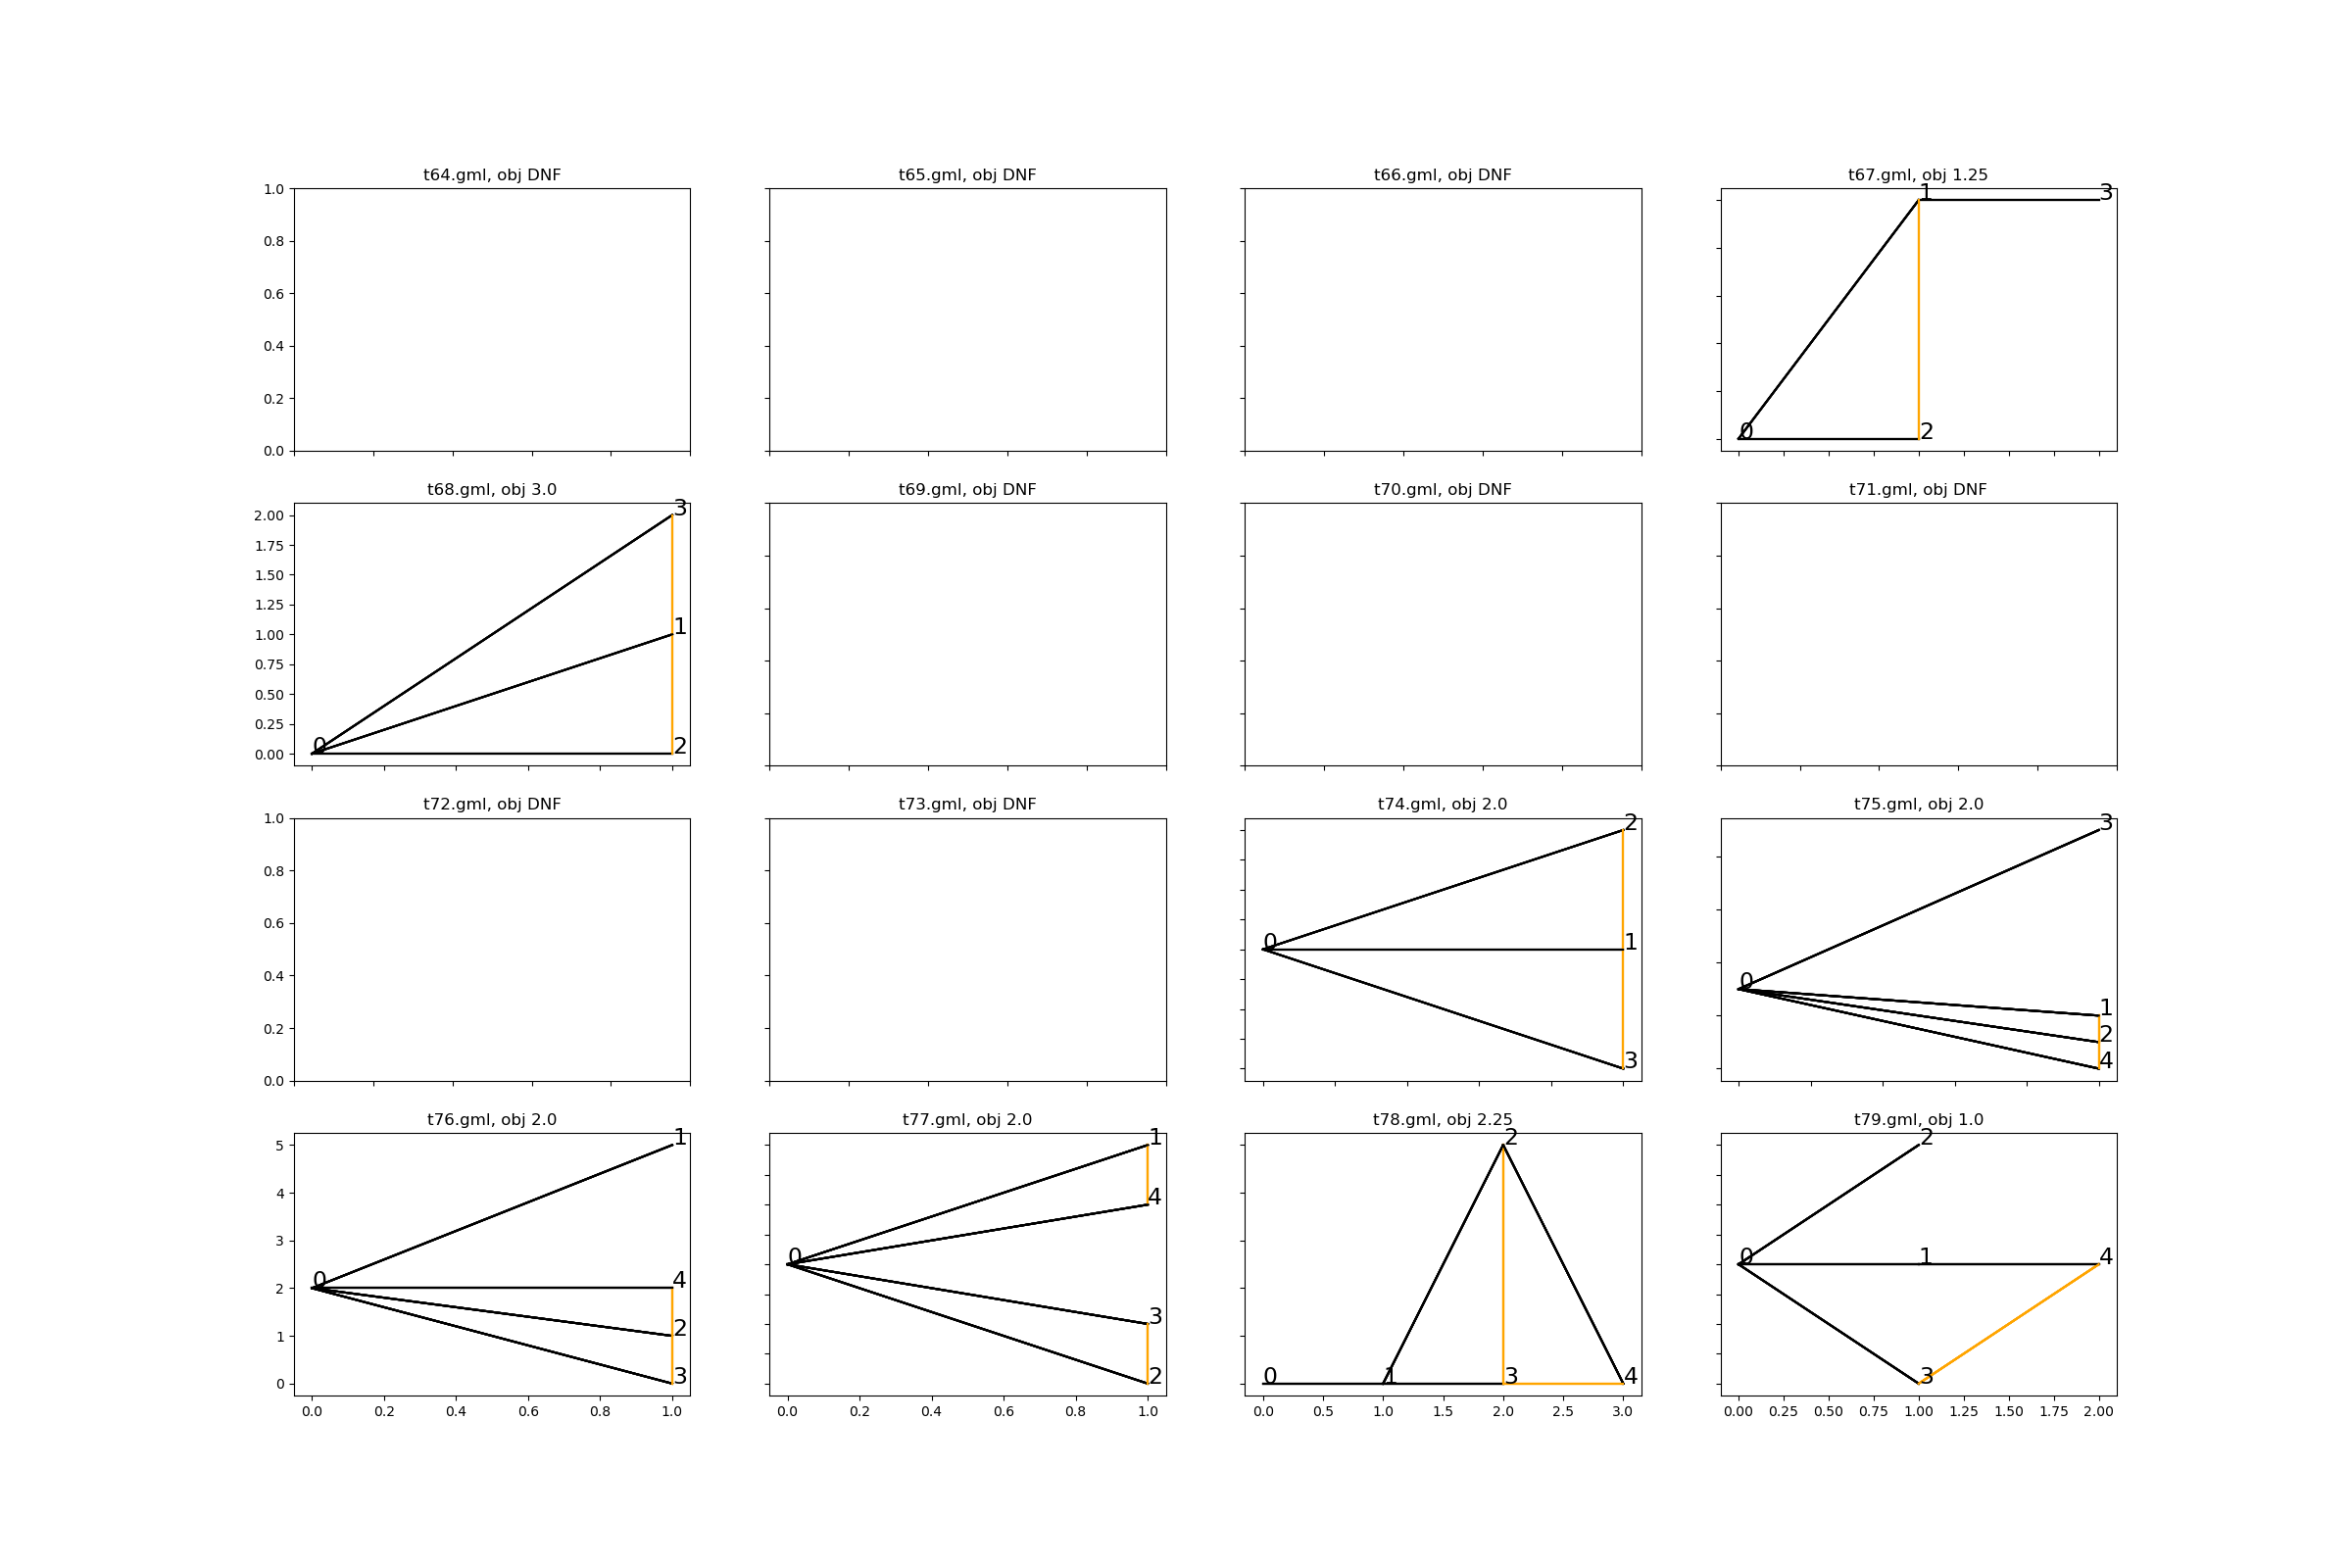 t64.gml, obj DNF
1.0
0.8
0.6
0.4
0.2
0.0
t65.gml, obj DNF
t66.gml, obj DNF
t67.gml, obj 1.25
1
3
0
2
t68.gml, obj 3.0
2.00
1.75
1.50
1.25
1.00
0.75
0.50
0.25
0.00
3
1
0
2
t69.gml, obj DNF
t70.gml, obj DNF
t71.gml, obj DNF
t72.gml, obj DNF
1.0
0.8
0.6
0.4
0.2
0.0
t73.gml, obj DNF
t74.gml, obj 2.0
2
0
1
3
t75.gml, obj 2.0
3
0
1
2
4
t76.gml, obj 2.0
5
4
3
2
1
0
1
0
4
2
3
0.0 0.2 0.4 0.6 0.8 1.0
t77.gml, obj 2.0
1
4
0
3
2
0.0 0.2 0.4 0.6 0.8 1.0
t78.gml, obj 2.25
2
0 1 3 4
0.0 0.5 1.0 1.5 2.0 2.5 3.0
t79.gml, obj 1.0
2
0 1 4
3
0.00 0.25 0.50 0.75 1.00 1.25 1.50 1.75 2.00